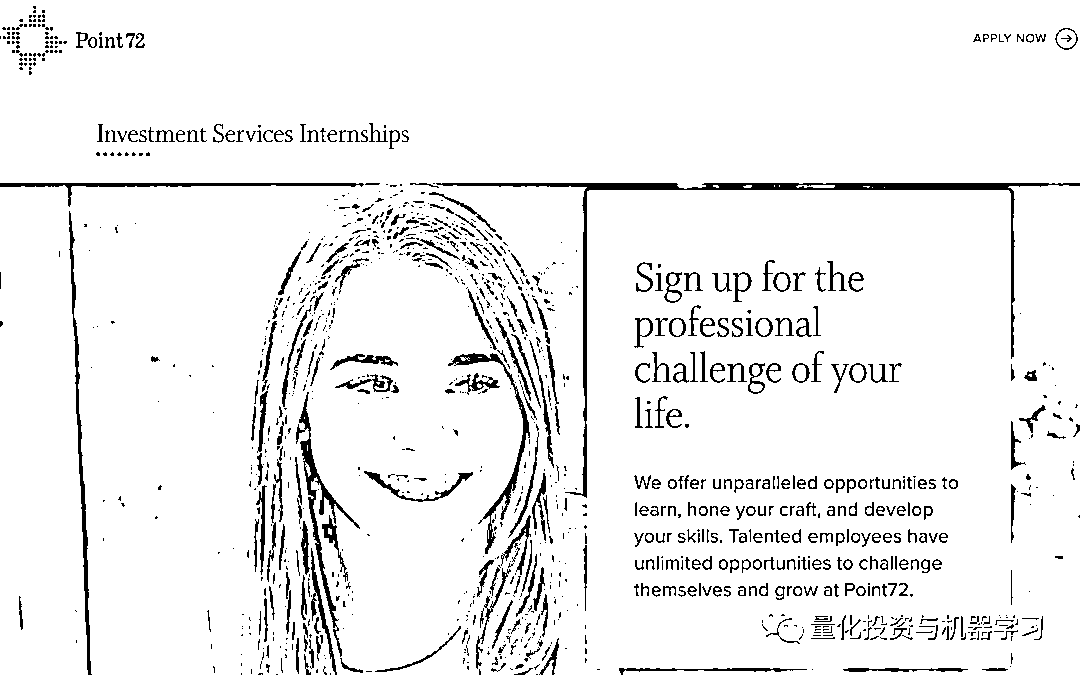 Point72
APPLY NOW
Investment Services Internships
Sign up for the
professional
challenge of your
life.
We offer unparalleled opportunities to
learn, hone your craft, and develop
your skills. Talented employees have
unlimited opportunities to challenge
themselves and grow at Point72.
量化投资与机器学习